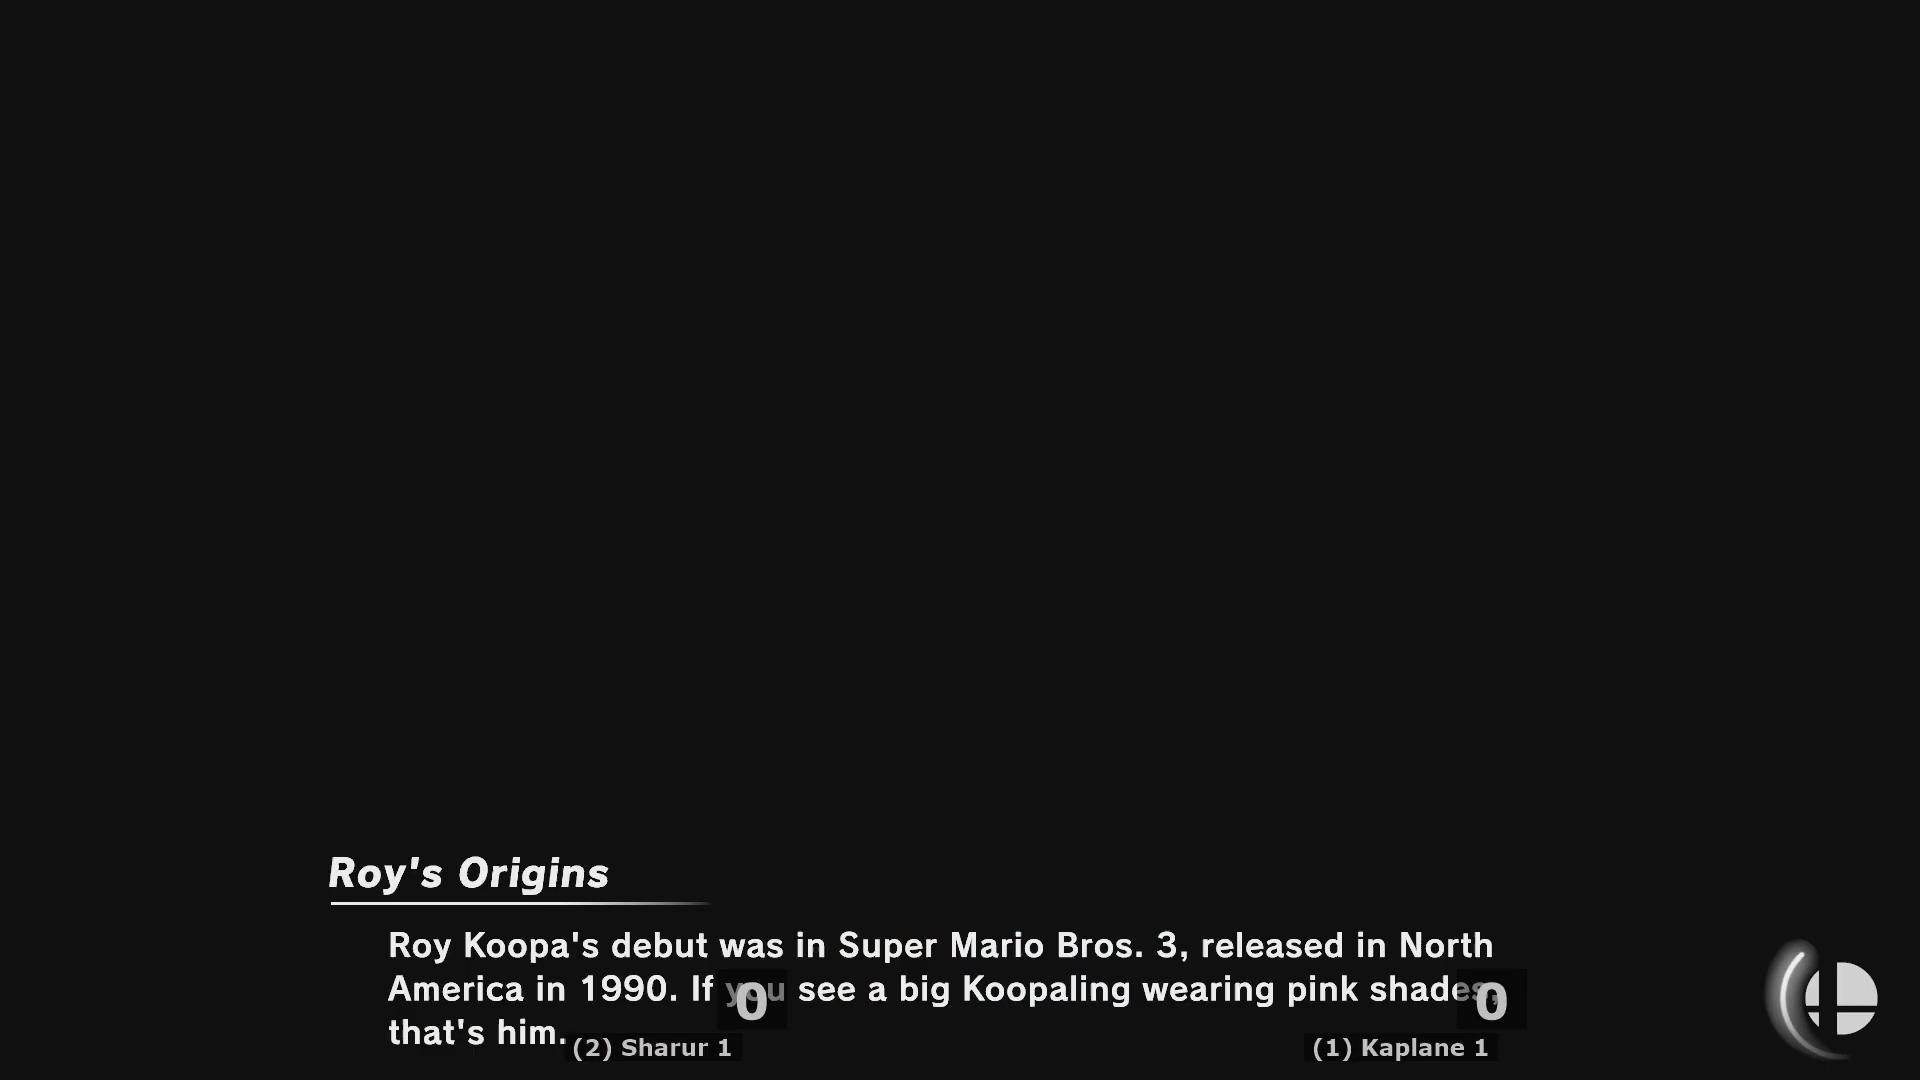 Roy's Origins
Roy Koopa's debut was in Super Mario Bros. 3, released in North
America in 1990. If you see a big Koopaling wearing pink shades,
that's him.
0
0
(2) Sharur 1
(1) Kaplane 1